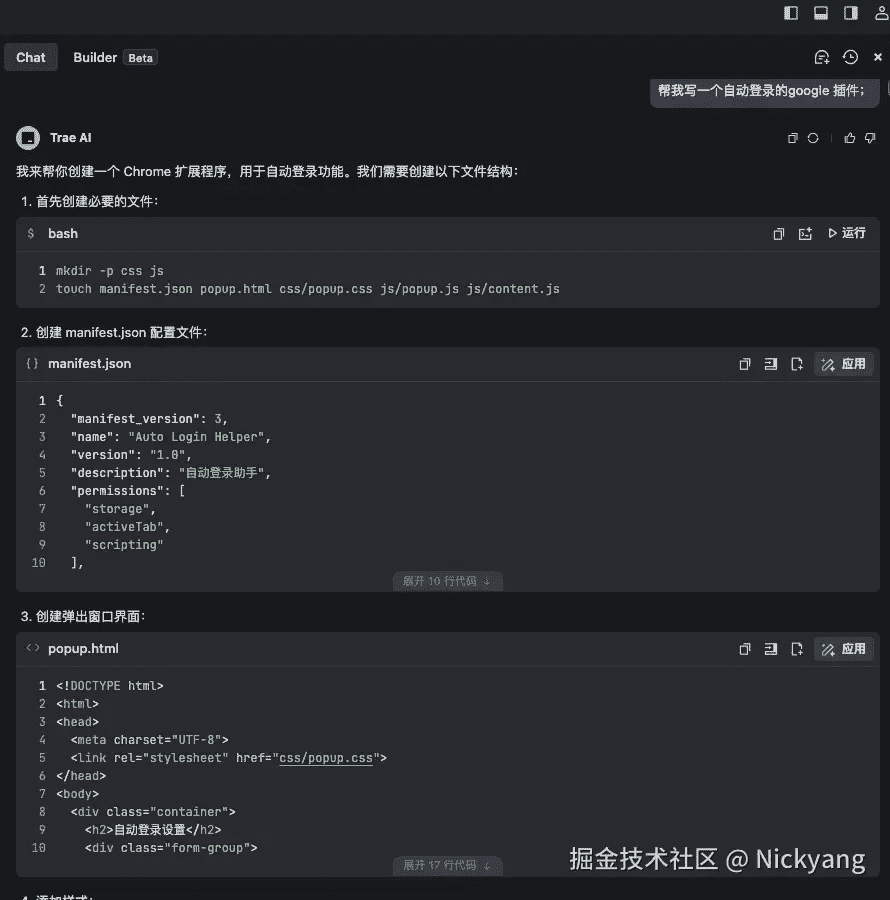 Chat
Builder Beta
帮我写一个自动登录的google 插件；
Trae AI
我来帮你创建一个 Chrome 扩展程序，用于自动登录功能。我们需要创建以下文件结构：
1. 首先创建必要的文件：
$ bash
运行
1 mkdir -p css js
2 touch manifest.json popup.html css/popup.css js/popup.js js/content.js
2. 创建 manifest.json 配置文件：
{} manifest.json
应用
1 {
2 "manifest_version": 3,
3 "name": "Auto Login Helper",
4 "version": "1.0",
5 "description": "自动登录助手",
6 "permissions": [
7 "storage",
8 "activeTab",
9 "scripting"
10 ],
展开 10 行代码 ↓
3. 创建弹出窗口界面：
<> popup.html
应用
1 <!DOCTYPE html>
2 <html>
3 <head>
4 <meta charset="UTF-8">
5 <link rel="stylesheet" href="css/popup.css">
6 </head>
7 <body>
8 <div class="container">
9 <h2>自动登录设置</h2>
10 <div class="form-group">
展开 17 行代码 ↓
掘金技术社区 @ Nickyang
4. 添加样式：